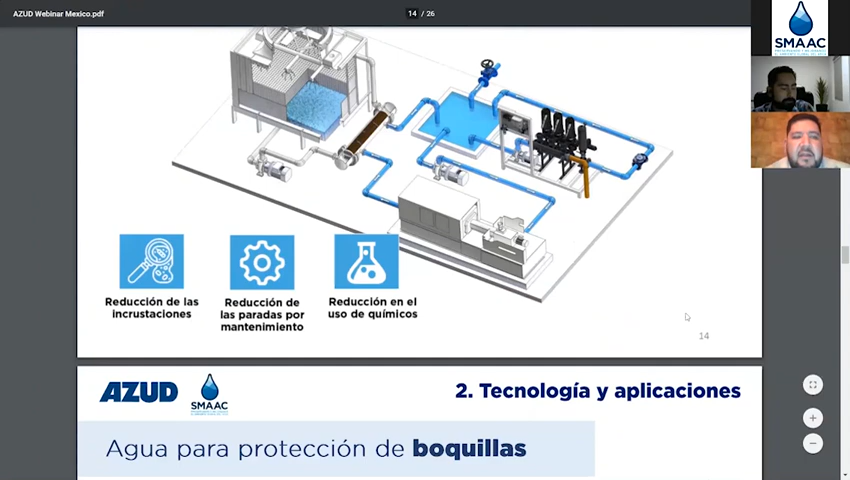 AZUD Webinar Mexico.pdf
14 / 26
SMAAC
Reducción de las
incrustaciones
Reducción de
las paradas por
mantenimiento
Reducción en el
uso de químicos
14
AZUD
SMAAC
2. Tecnología y aplicaciones
Agua para protección de boquillas